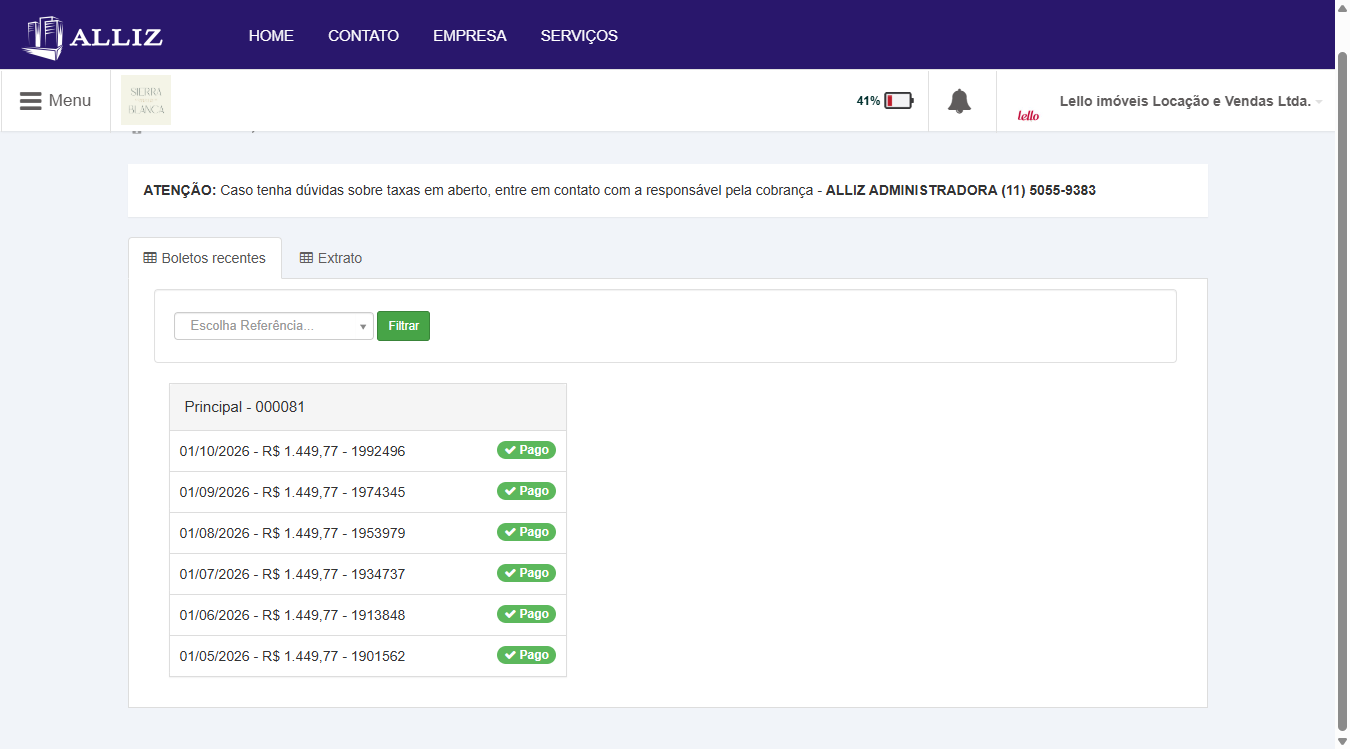 ALLIZ
HOME CONTATO EMPRESA SERVIÇOS
Menu
SIERRA
BLANCA
41%
lello
Lello imóveis Locação e Vendas Ltda.
ATENÇÃO: Caso tenha dúvidas sobre taxas em aberto, entre em contato com a responsável pela cobrança - ALLIZ ADMINISTRADORA (11) 5055-9383
Boletos recentes
Extrato
Escolha Referência...
Filtrar
Principal - 000081
01/10/2026 - R$ 1.449,77 - 1992496 Pago
01/09/2026 - R$ 1.449,77 - 1974345 Pago
01/08/2026 - R$ 1.449,77 - 1953979 Pago
01/07/2026 - R$ 1.449,77 - 1934737 Pago
01/06/2026 - R$ 1.449,77 - 1913848 Pago
01/05/2026 - R$ 1.449,77 - 1901562 Pago